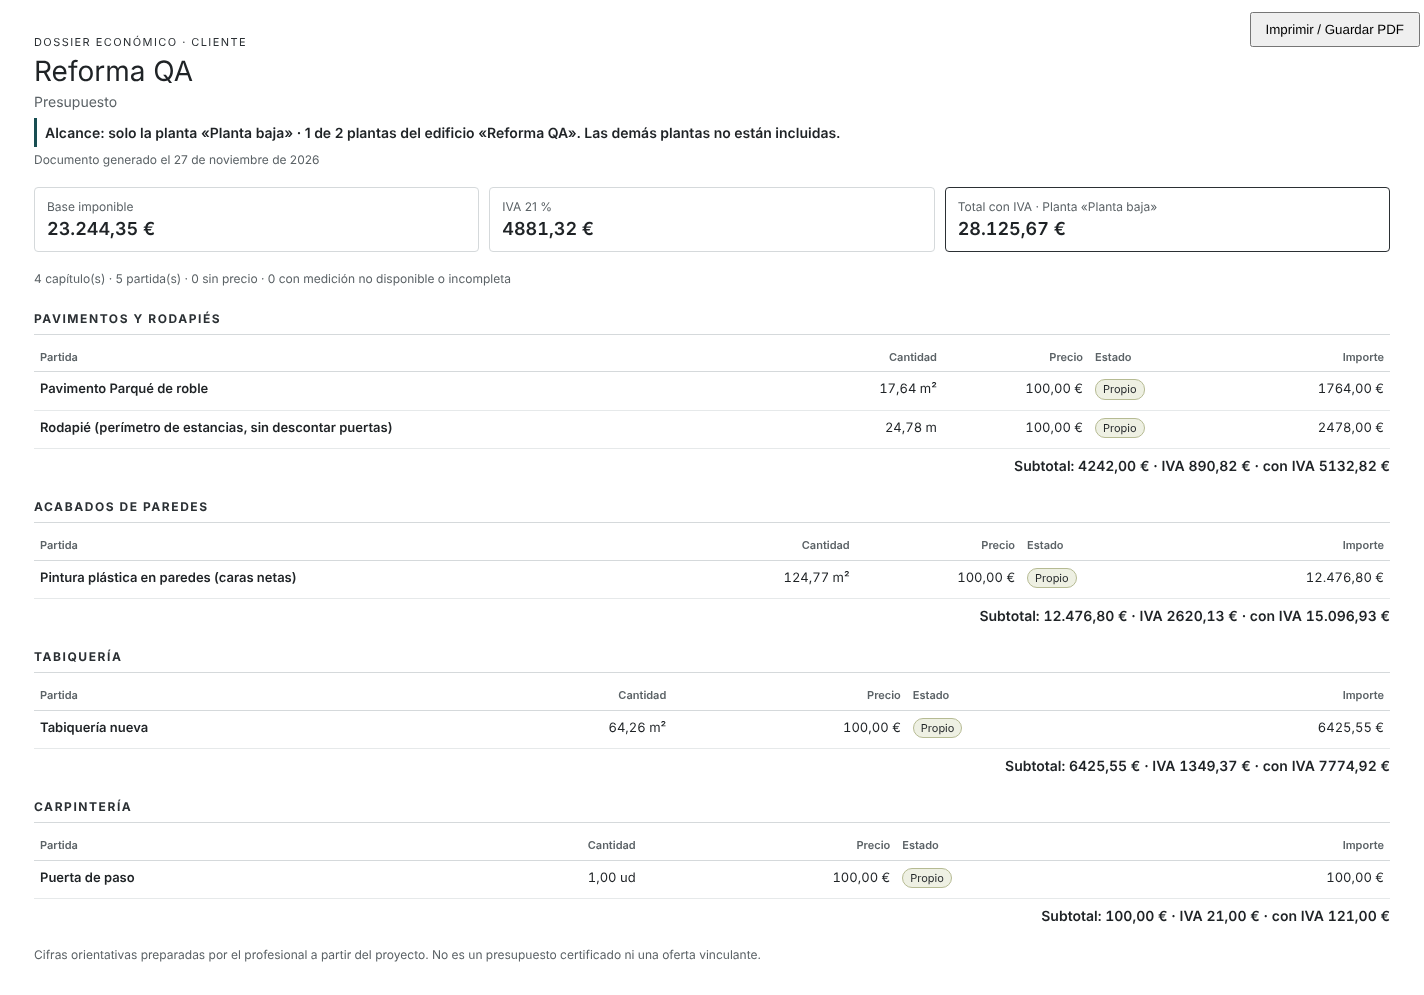 Imprimir / Guardar PDF
DOSSIER ECONÓMICO · CLIENTE
Reforma QA
Presupuesto
Alcance: solo la planta «Planta baja» · 1 de 2 plantas del edificio «Reforma QA». Las demás plantas no están incluidas.
Documento generado el 27 de noviembre de 2026
Base imponible IVA 21 % Total con IVA · Planta «Planta baja»
23.244,35 € 4881,32 € 28.125,67 €
4 capítulo(s) · 5 partida(s) · 0 sin precio · 0 con medición no disponible o incompleta
PAVIMENTOS Y RODAPIÉS
Partida Cantidad Precio Estado Importe
Pavimento Parqué de roble 17,64 m² 100,00 € Propio 1764,00 €
Rodapié (perímetro de estancias, sin descontar puertas) 24,78 m 100,00 € Propio 2478,00 €
Subtotal: 4242,00 € · IVA 890,82 € · con IVA 5132,82 €
ACABADOS DE PAREDES
Partida Cantidad Precio Estado Importe
Pintura plástica en paredes (caras netas) 124,77 m² 100,00 € Propio 12.476,80 €
Subtotal: 12.476,80 € · IVA 2620,13 € · con IVA 15.096,93 €
TABIQUERÍA
Partida Cantidad Precio Estado Importe
Tabiquería nueva 64,26 m² 100,00 € Propio 6425,55 €
Subtotal: 6425,55 € · IVA 1349,37 € · con IVA 7774,92 €
CARPINTERÍA
Partida Cantidad Precio Estado Importe
Puerta de paso 1,00 ud 100,00 € Propio 100,00 €
Subtotal: 100,00 € · IVA 21,00 € · con IVA 121,00 €
Cifras orientativas preparadas por el profesional a partir del proyecto. No es un presupuesto certificado ni una oferta vinculante.